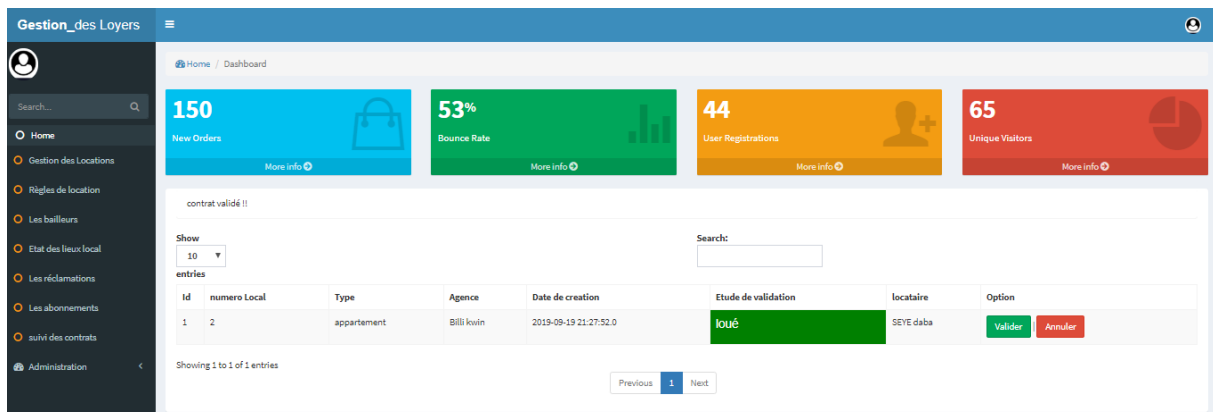 Gestion_des Loyers
Home / Dashboard
Search...
Home
Gestion des Locations
Règles de location
Les bailleurs
Etat des lieux local
Les réclamations
Les abonnements
suivi des contrats
Administration
150
New Orders
More info
53%
Bounce Rate
More info
44
User Registrations
More info
65
Unique Visitors
More info
contrat validé !!
Show
10
entries
Search:
Id numero Local Type Agence Date de creation Etude de validation locataire Option
1 2 appartement Billi kwin 2019-09-19 21:27:52.0 loué SEYE daba Valider | Annuler
Showing 1 to 1 of 1 entries
Previous 1 Next